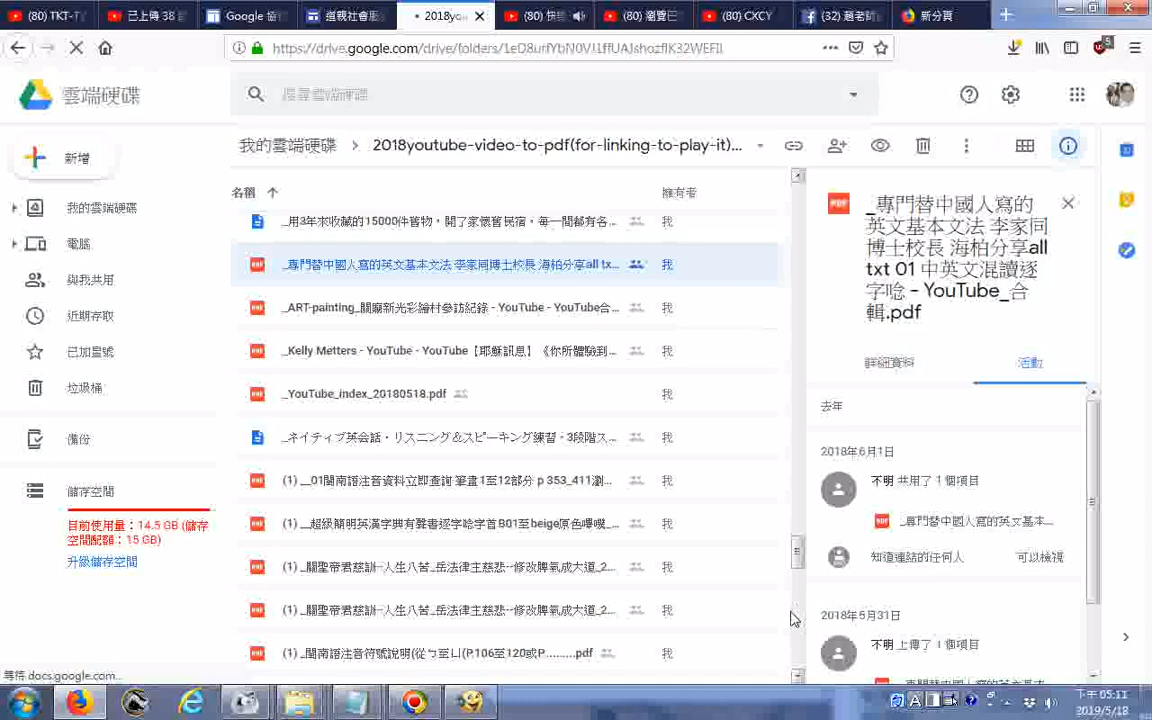 (80) TKT-T
已上傳 38
Google 協
道親社會服
2018you
(80) 快
(80) 瀏覽
(80) CXCY
(32) 趙老師
新分頁
https://drive.google.com/drive/folders/
雲端硬碟
搜尋雲端硬碟
新增
我的雲端硬碟
電腦
與我共用
近期存取
已加星號
垃圾桶
備份
儲存空間
目前使用量：14.5 GB (儲存
空間配額：15 GB)
升級儲存空間
我的雲端硬碟 > 2018youtube-video-to-pdf(for-linking-to-play-it)...
名稱 ↑ 擁有者
_用3年來收藏的15000件舊物，開了家懷舊民宿，每一間都有各... 我
_專門替中國人寫的英文基本文法 李家同博士校長 海柏分享all tx... 我
_ART-painting_關廟新光彩繪村參訪紀錄 - YouTube - YouTube合... 我
_Kelly Metters - YouTube - YouTube【耶穌訊息】《你所體驗到... 我
_YouTube_index_20180518.pdf 我
_ネイティブ英会話・リスニング＆スピーキング練習 - 3段階ス... 我
(1) __01閩南語注音資料立即查詢 筆畫 1至12部分 p 353_411瀏... 我
(1) __超級簡明英漢字典有聲書逐字唸字首B01至beige原色嗶嘰... 我
(1) _關聖帝君慈訓--人生八苦_岳法律主慈悲--修改脾氣成大道_2... 我
(1) _關聖帝君慈訓--人生八苦_岳法律主慈悲--修改脾氣成大道_2... 我
(1) _閩南語注音符號說明(從ㄅ至ㄩ(P.106至120或P.........pdf 我
_專門替中國人寫的
英文基本文法 李家同
博士校長 海柏分享all
txt 01 中英文混讀逐
字唸 - YouTube_合
輯.pdf
詳細資料 活動
去年
2018年6月1日
不明 共用了 1 個項目
_專門替中國人寫的英文基本...
知道連結的任何人 可以檢視
2018年5月31日
不明 上傳了 1 個項目
等待 docs.google.com...
下午 05:11
2019/5/18